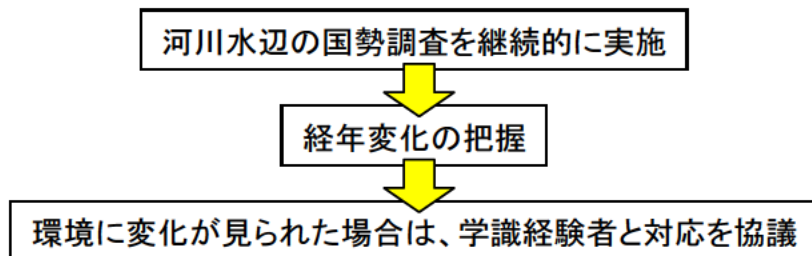 河川水辺の国勢調査を継続的に実施
経年変化の把握
環境に変化が見られた場合は、学識経験者と対応を協議